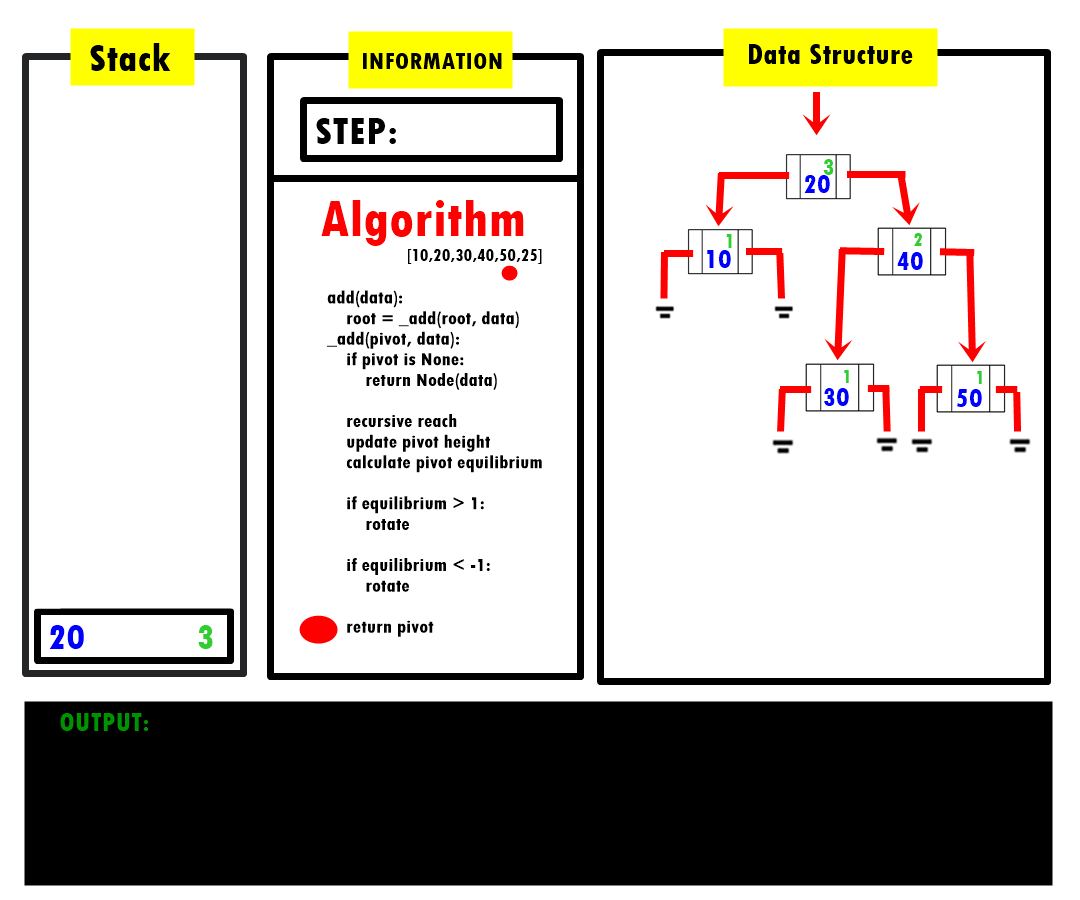 Stack
20 3
INFORMATION
STEP:
Algorithm
[10,20,30,40,50,25]
add(data):
root = _add(root, data)
_add(pivot, data):
if pivot is None:
return Node(data)
recursive reach
update pivot height
calculate pivot equilibrium
if equilibrium > 1:
rotate
if equilibrium < -1:
rotate
return pivot
Data Structure
3
20
1
10
2
40
1
30
1
50
OUTPUT: